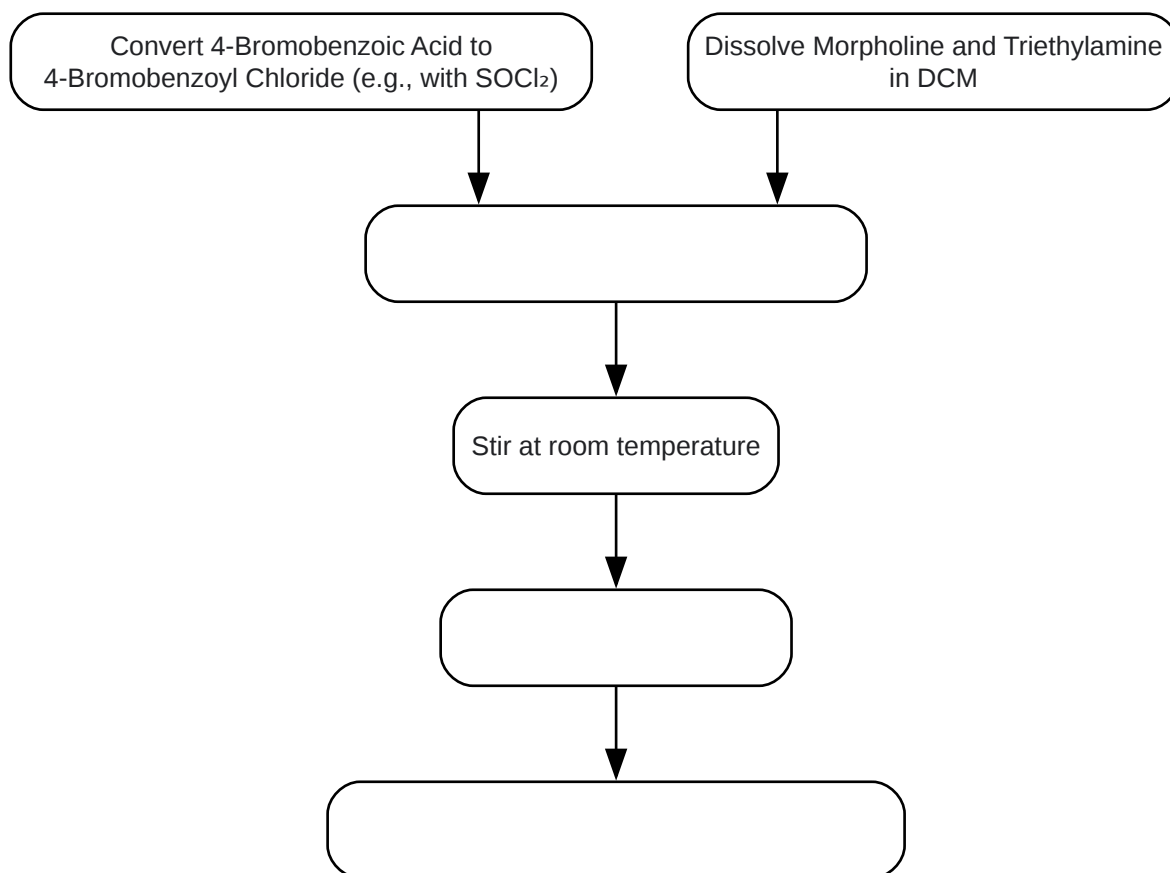 Convert 4-Bromobenzoic Acid to
4-Bromobenzoyl Chloride (e.g., with SOCl₂)
Dissolve Morpholine and Triethylamine
in DCM
Stir at room temperature